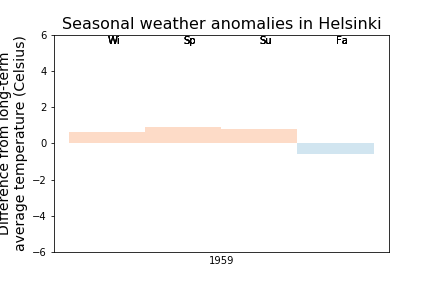 Seasonal weather anomalies in Helsinki
Wi Sp Su Fa
Difference from long-term
average temperature (Celsius)
6
4
2
0
−2
−4
−6
1959